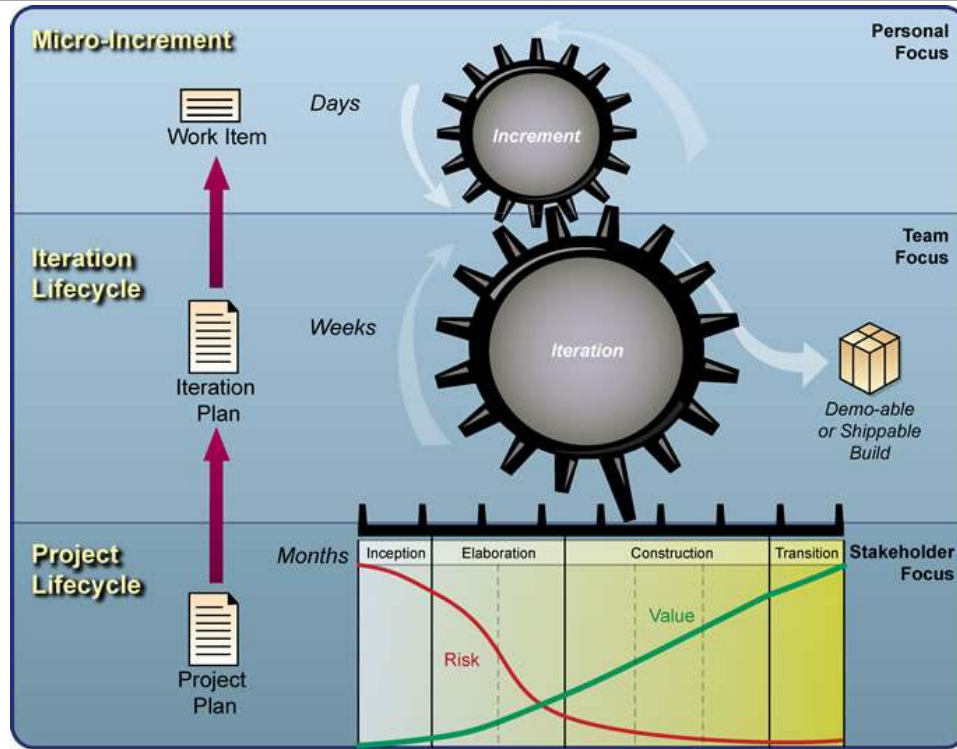 Micro-Increment
Personal
Focus
Days
Work Item
Increment
Iteration
Lifecycle
Team
Focus
Weeks
Iteration
Iteration
Plan
Demo-able
or Shippable
Build
Project
Lifecycle
Months
Inception
Elaboration
Construction
Transition
Stakeholder
Focus
Value
Risk
Project
Plan